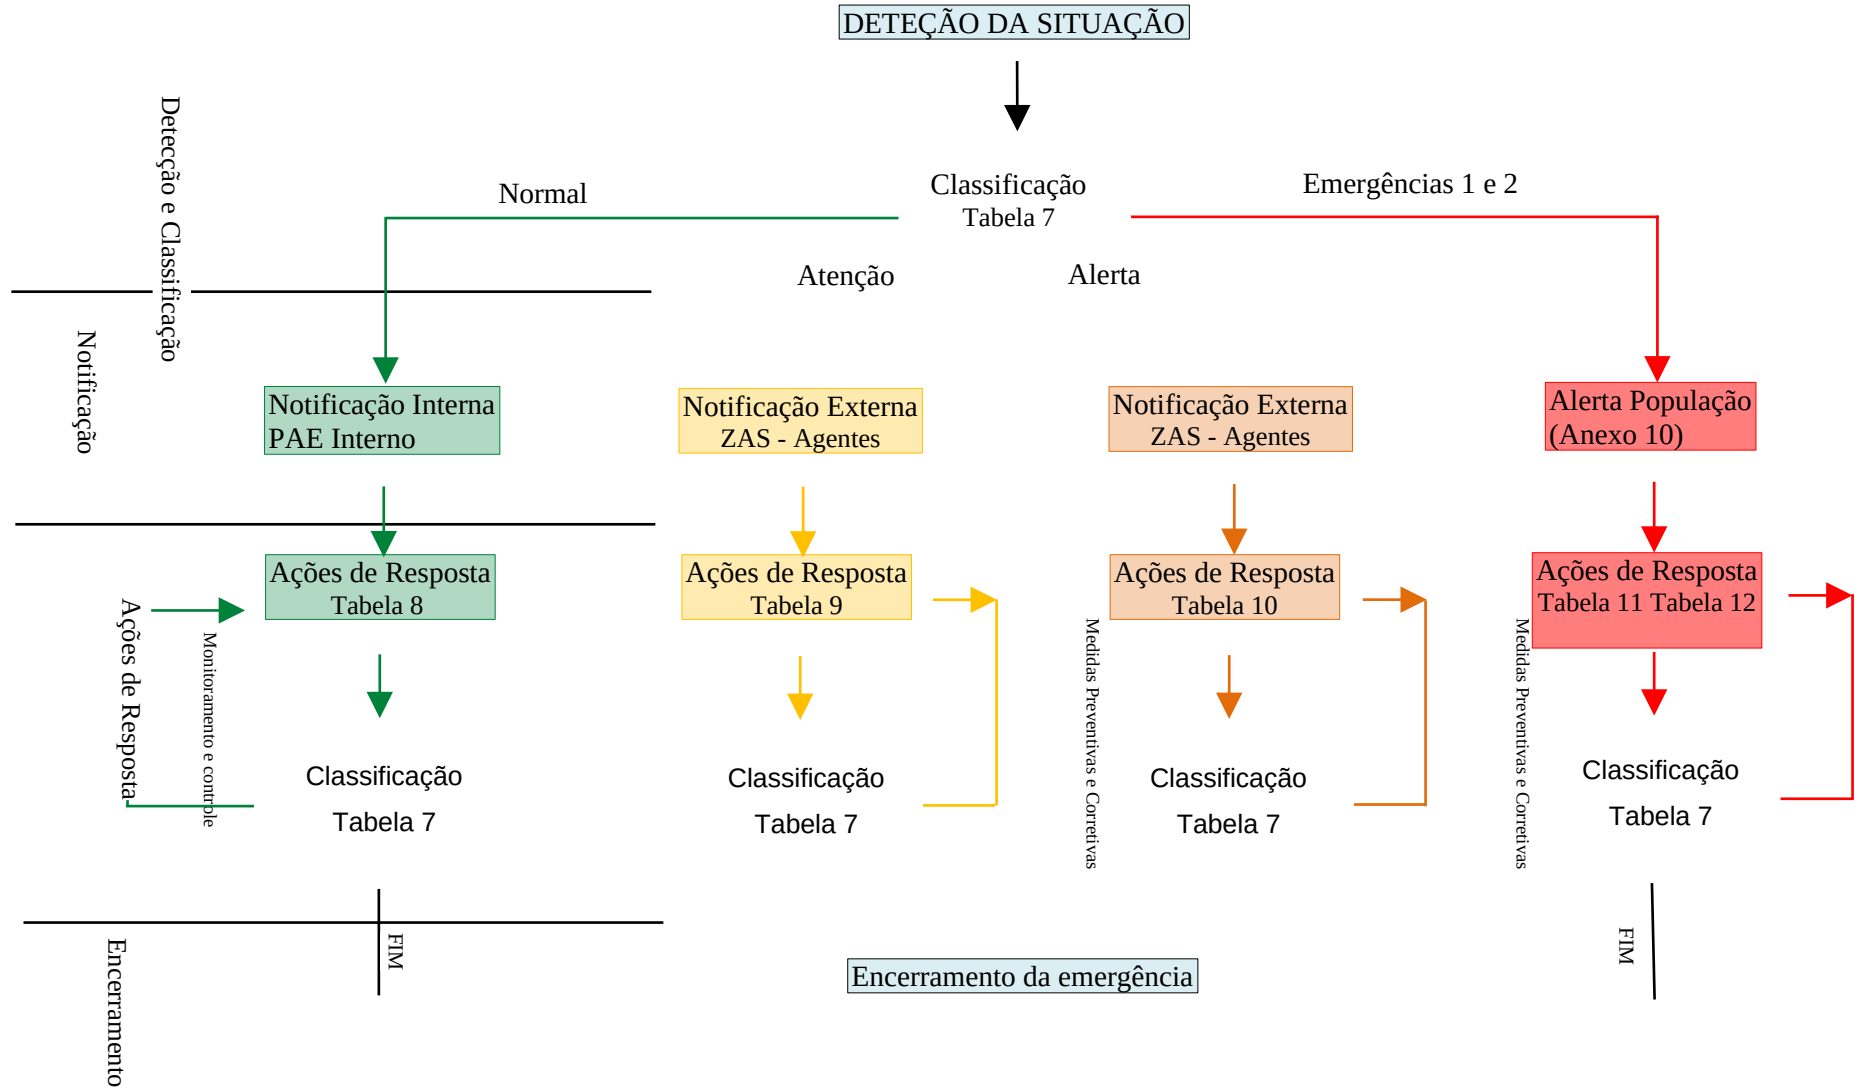 DETEÇÃO DA SITUAÇÃO
Detecção e Classificação
Normal
Classificação
Tabela 7
Emergências 1 e 2
Atenção
Alerta
Notificação
Notificação Interna
PAE Interno
Notificação Externa
ZAS - Agentes
Notificação Externa
ZAS - Agentes
Alerta População
(Anexo 10)
Ações de Resposta
Monitoramento e controle
Ações de Resposta
Tabela 8
Ações de Resposta
Tabela 9
Medidas Preventivas e Corretivas
Ações de Resposta
Tabela 10
Medidas Preventivas e Corretivas
Ações de Resposta
Tabela 11 Tabela 12
Classificação
Tabela 7
Classificação
Tabela 7
Classificação
Tabela 7
Classificação
Tabela 7
Encerramento
FIM
Encerramento da emergência
FIM